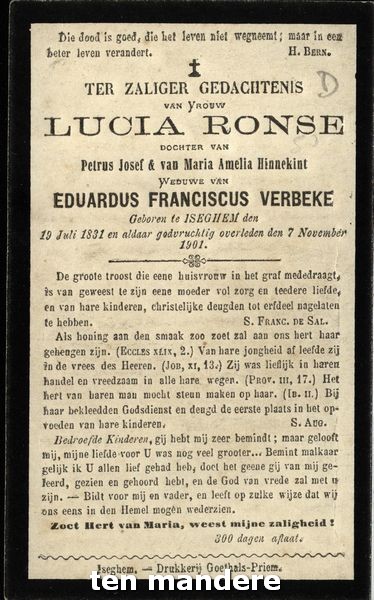 Die dood is goed, die het leven niet wegneemt; maar in een
beter leven verandert. H. BERN.
D
TER ZALIGER GEDACHTENIS
VAN VROUW
LUCIA RONSE
DOCHTER VAN
Petrus Josef & van Maria Amelia Hinnekint
WEDUWE VAN
EDUARDUS FRANCISCUS VERBEKE
Geboren te ISEGHEM den
19 Juli 1831 en aldaar godvruchtig overleden den 7 November
1901.
De groote troost die eene huisvrouw in het graf mededraagt,
is van geweest te zijn eene moeder vol zorg en teedere liefde,
en van hare kinderen, christelijke deugden tot erfdeel nagelaten
te hebben. S. FRANC. DE SAL.
Als honing aan den smaak zoo zoet zal aan ons hert haar
gehengen zijn. (ECCLES XLIX, 2.) Van hare jongheid af leefde zij
in de vrees des Heeren. (JOB, XI, 13.) Zij was lieflijk in haren
handel en vreedzaam in alle hare wegen. (PROV. III, 17.) Het
hert van haren man mocht steun maken op haar. (ID. II.) Bij
haar bekleedden Godsdienst en deugd de eerste plaats in het op-
voeden van hare kinderen. S. AUG.
Bedroefde Kinderen, gij hebt mij zeer bemindt; maar gelooft
mij, mijne liefde voor U was nog veel grooter... Bemint malkaar
gelijk ik U allen lief gehad heb, doet het geene gij van mij ge-
leerd, gezien en gehoord hebt, en de God van vrede zal met u
zijn. — Bidt voor mij en vader, en leeft op zulke wijze dat wij
ons eens in den Hemel mogen wederzien.
Zoet Hert van Maria, weest mijne zaligheid !
300 dagen aflaat.
Iseghem. — Drukkerij Goethals-Priem.
ten mandere